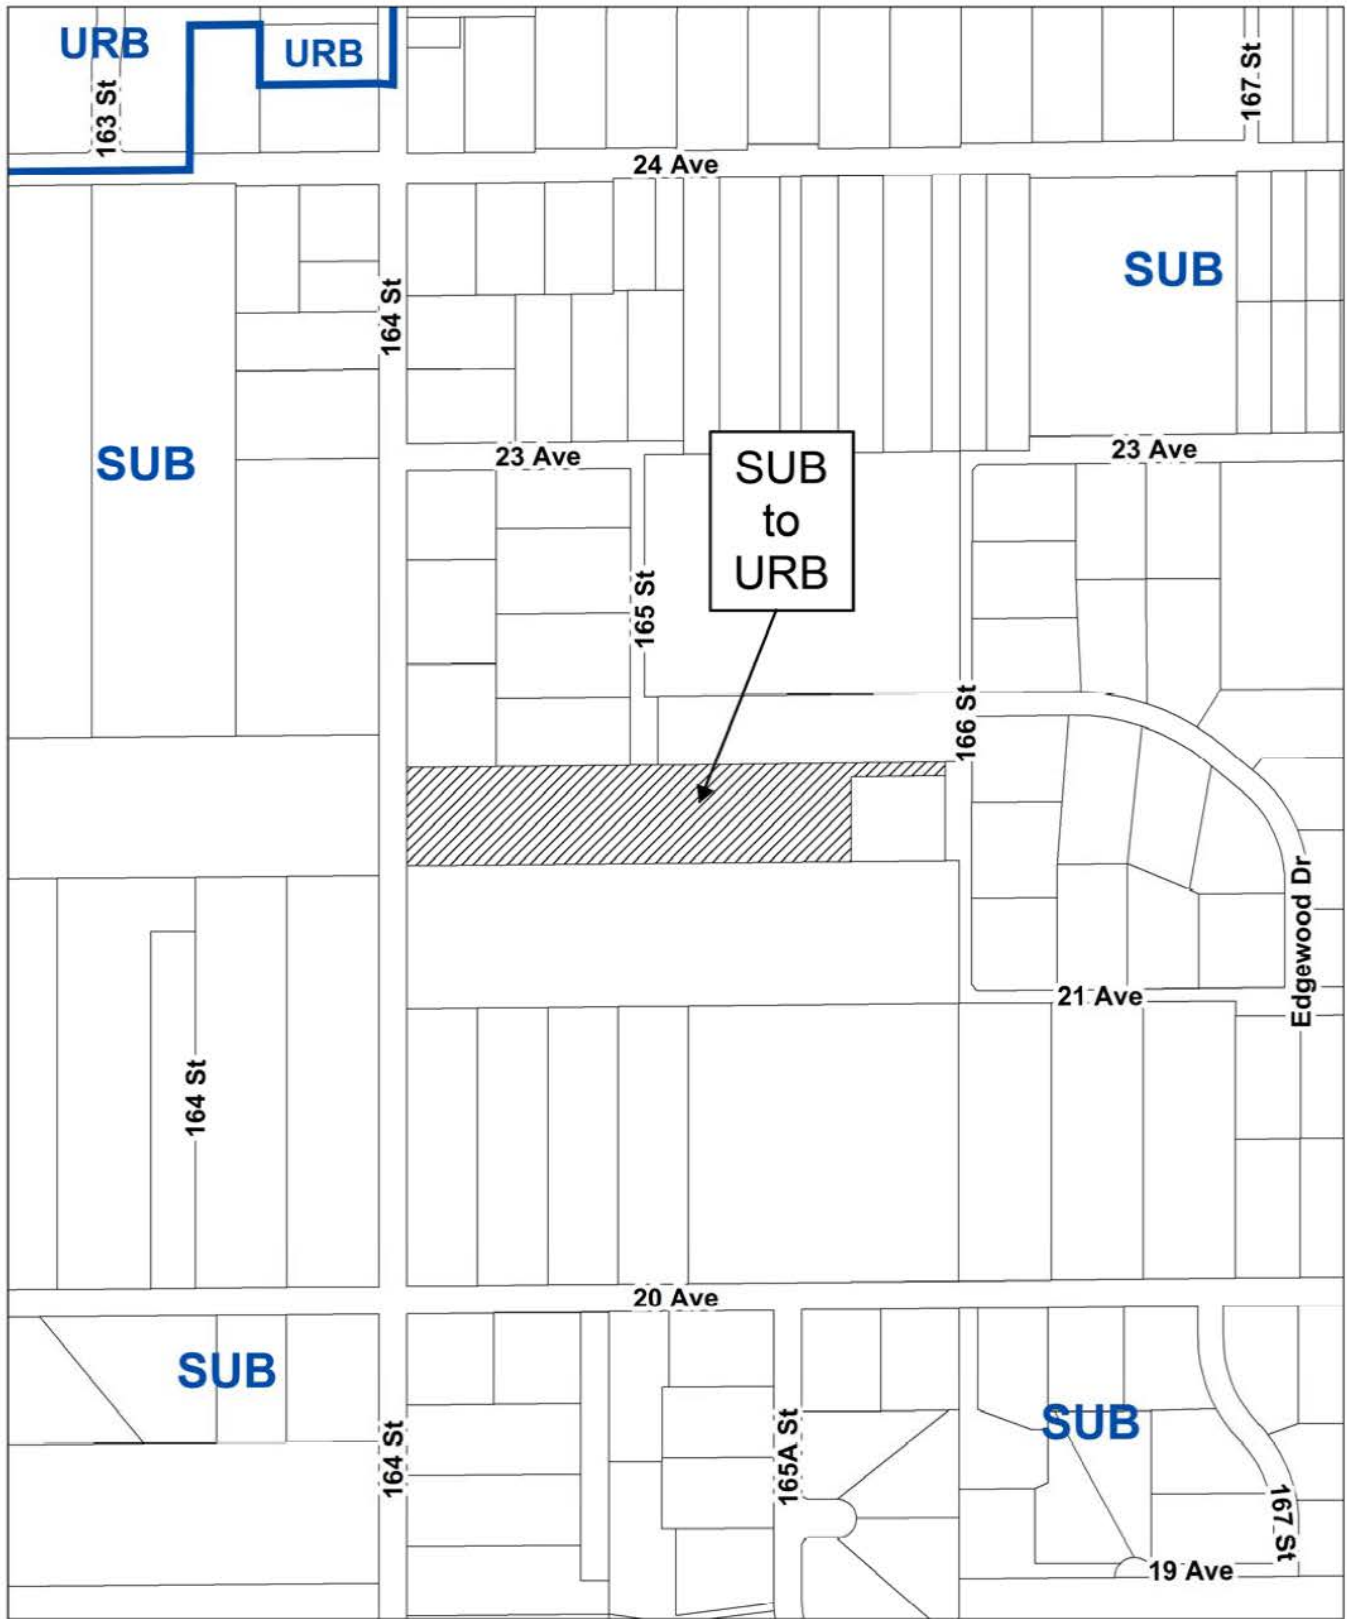 URB
URB
163 St
167 St
24 Ave
164 St
SUB
SUB
23 Ave
23 Ave
SUB
to
URB
165 St
166 St
Edgewood Dr
21 Ave
164 St
20 Ave
SUB
SUB
164 St
165A St
167 St
19 Ave